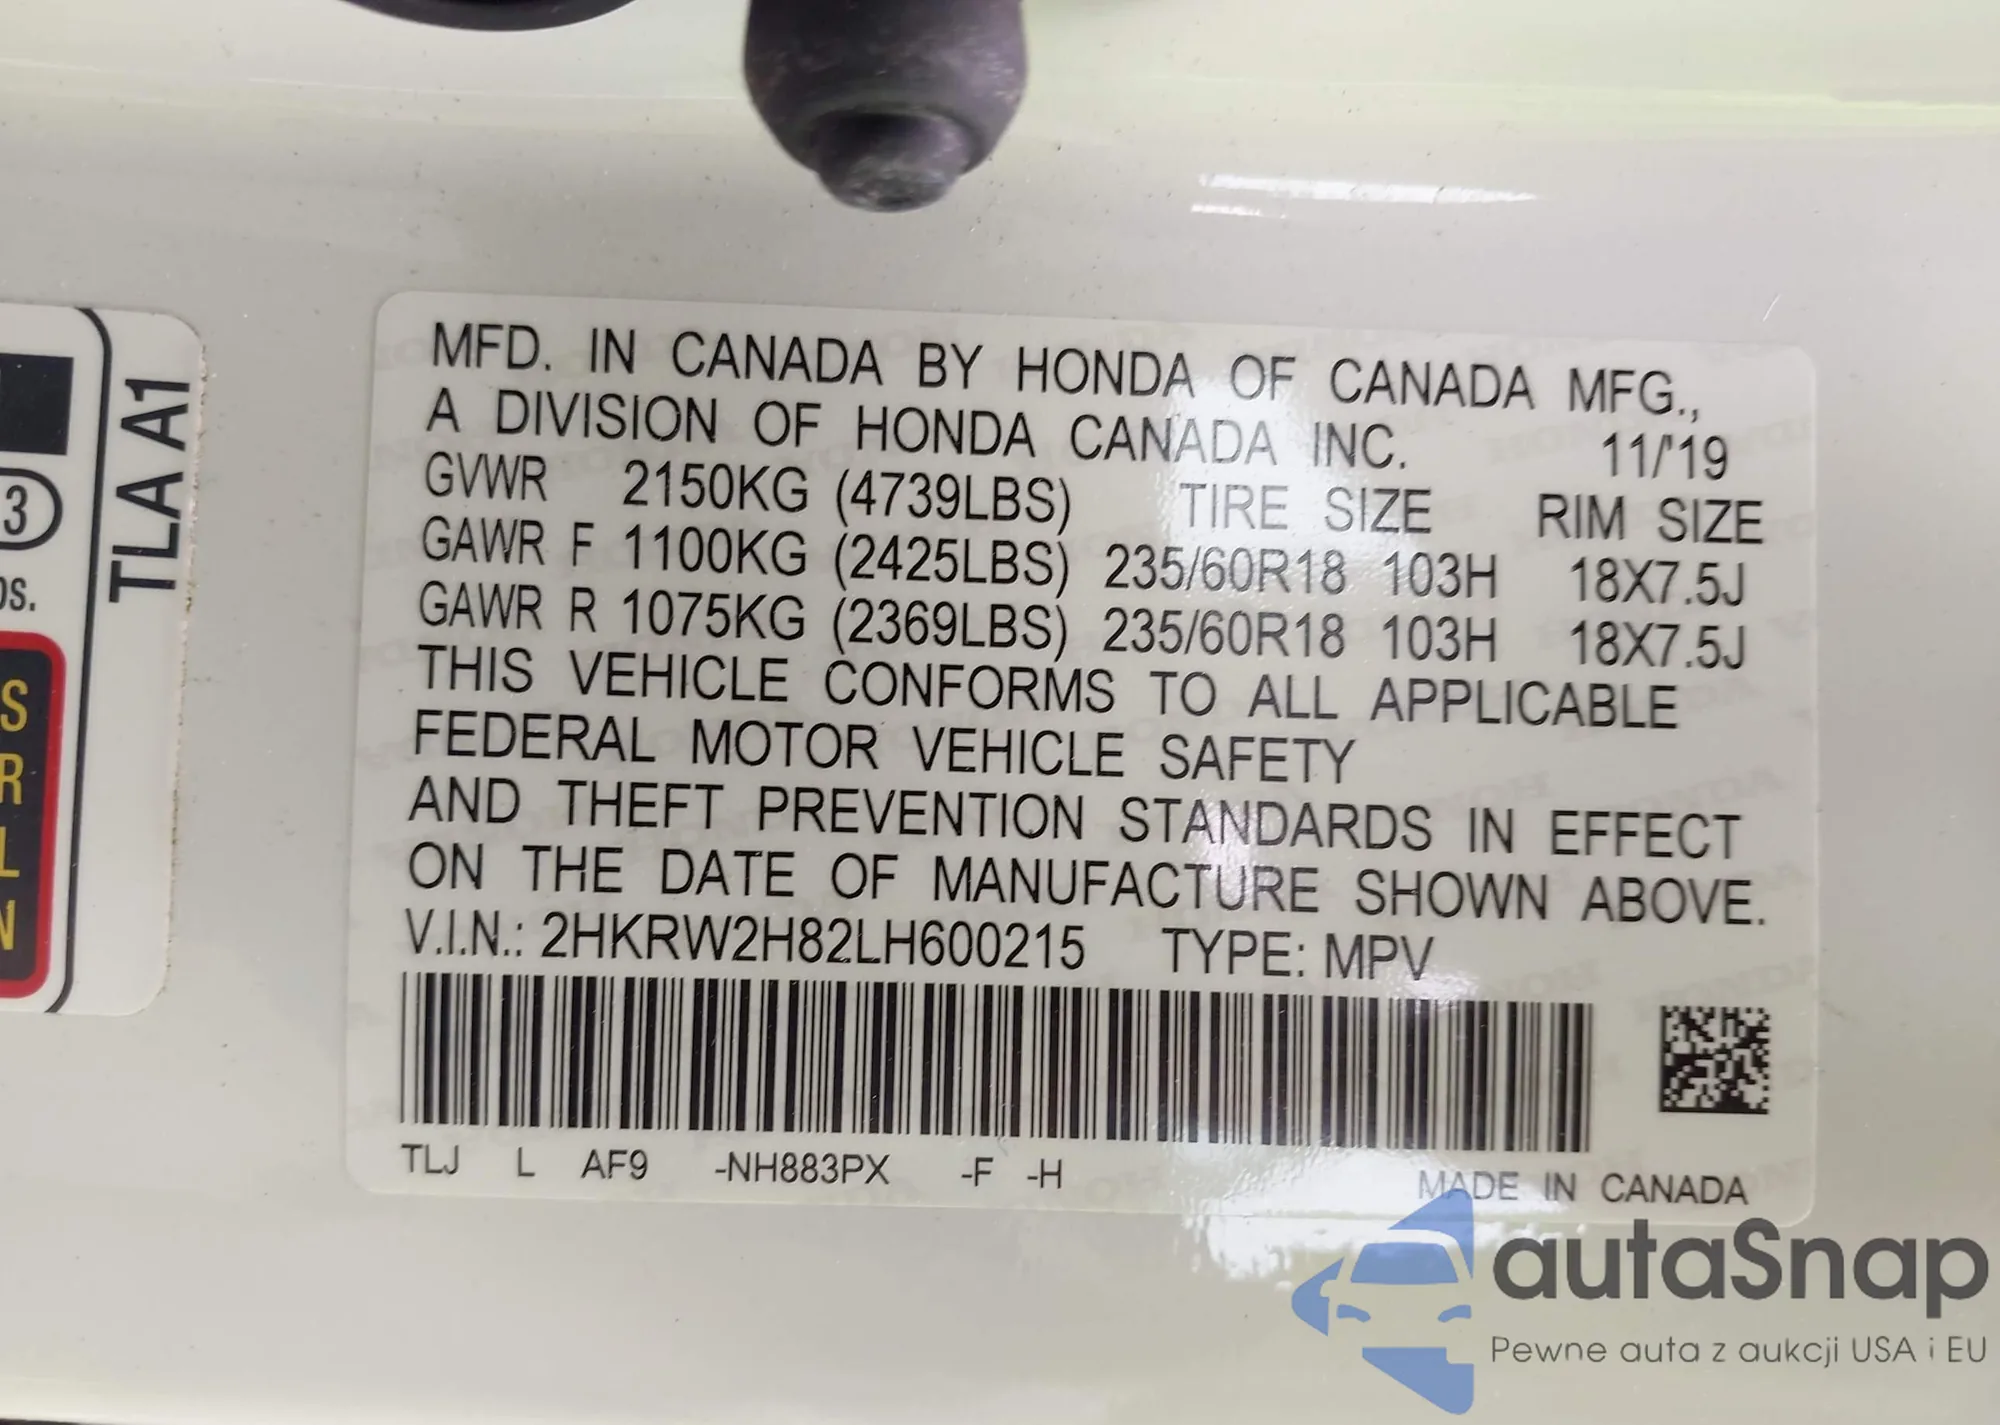 MFD. IN CANADA BY HONDA OF CANADA MFG.,
A DIVISION OF HONDA CANADA INC. 11/'19
GVWR 2150KG (4739LBS) TIRE SIZE RIM SIZE
GAWR F 1100KG (2425LBS) 235/60R18 103H 18X7.5J
GAWR R 1075KG (2369LBS) 235/60R18 103H 18X7.5J
THIS VEHICLE CONFORMS TO ALL APPLICABLE
FEDERAL MOTOR VEHICLE SAFETY
AND THEFT PREVENTION STANDARDS IN EFFECT
ON THE DATE OF MANUFACTURE SHOWN ABOVE.
V.I.N.: 2HKRW2H82LH600215 TYPE: MPV
TLJ L AF9 -NH883PX -F -H
MADE IN CANADA
TLA A1
3
S
R
L
N
autaSnap
Pewne auta z aukcji USA i EU